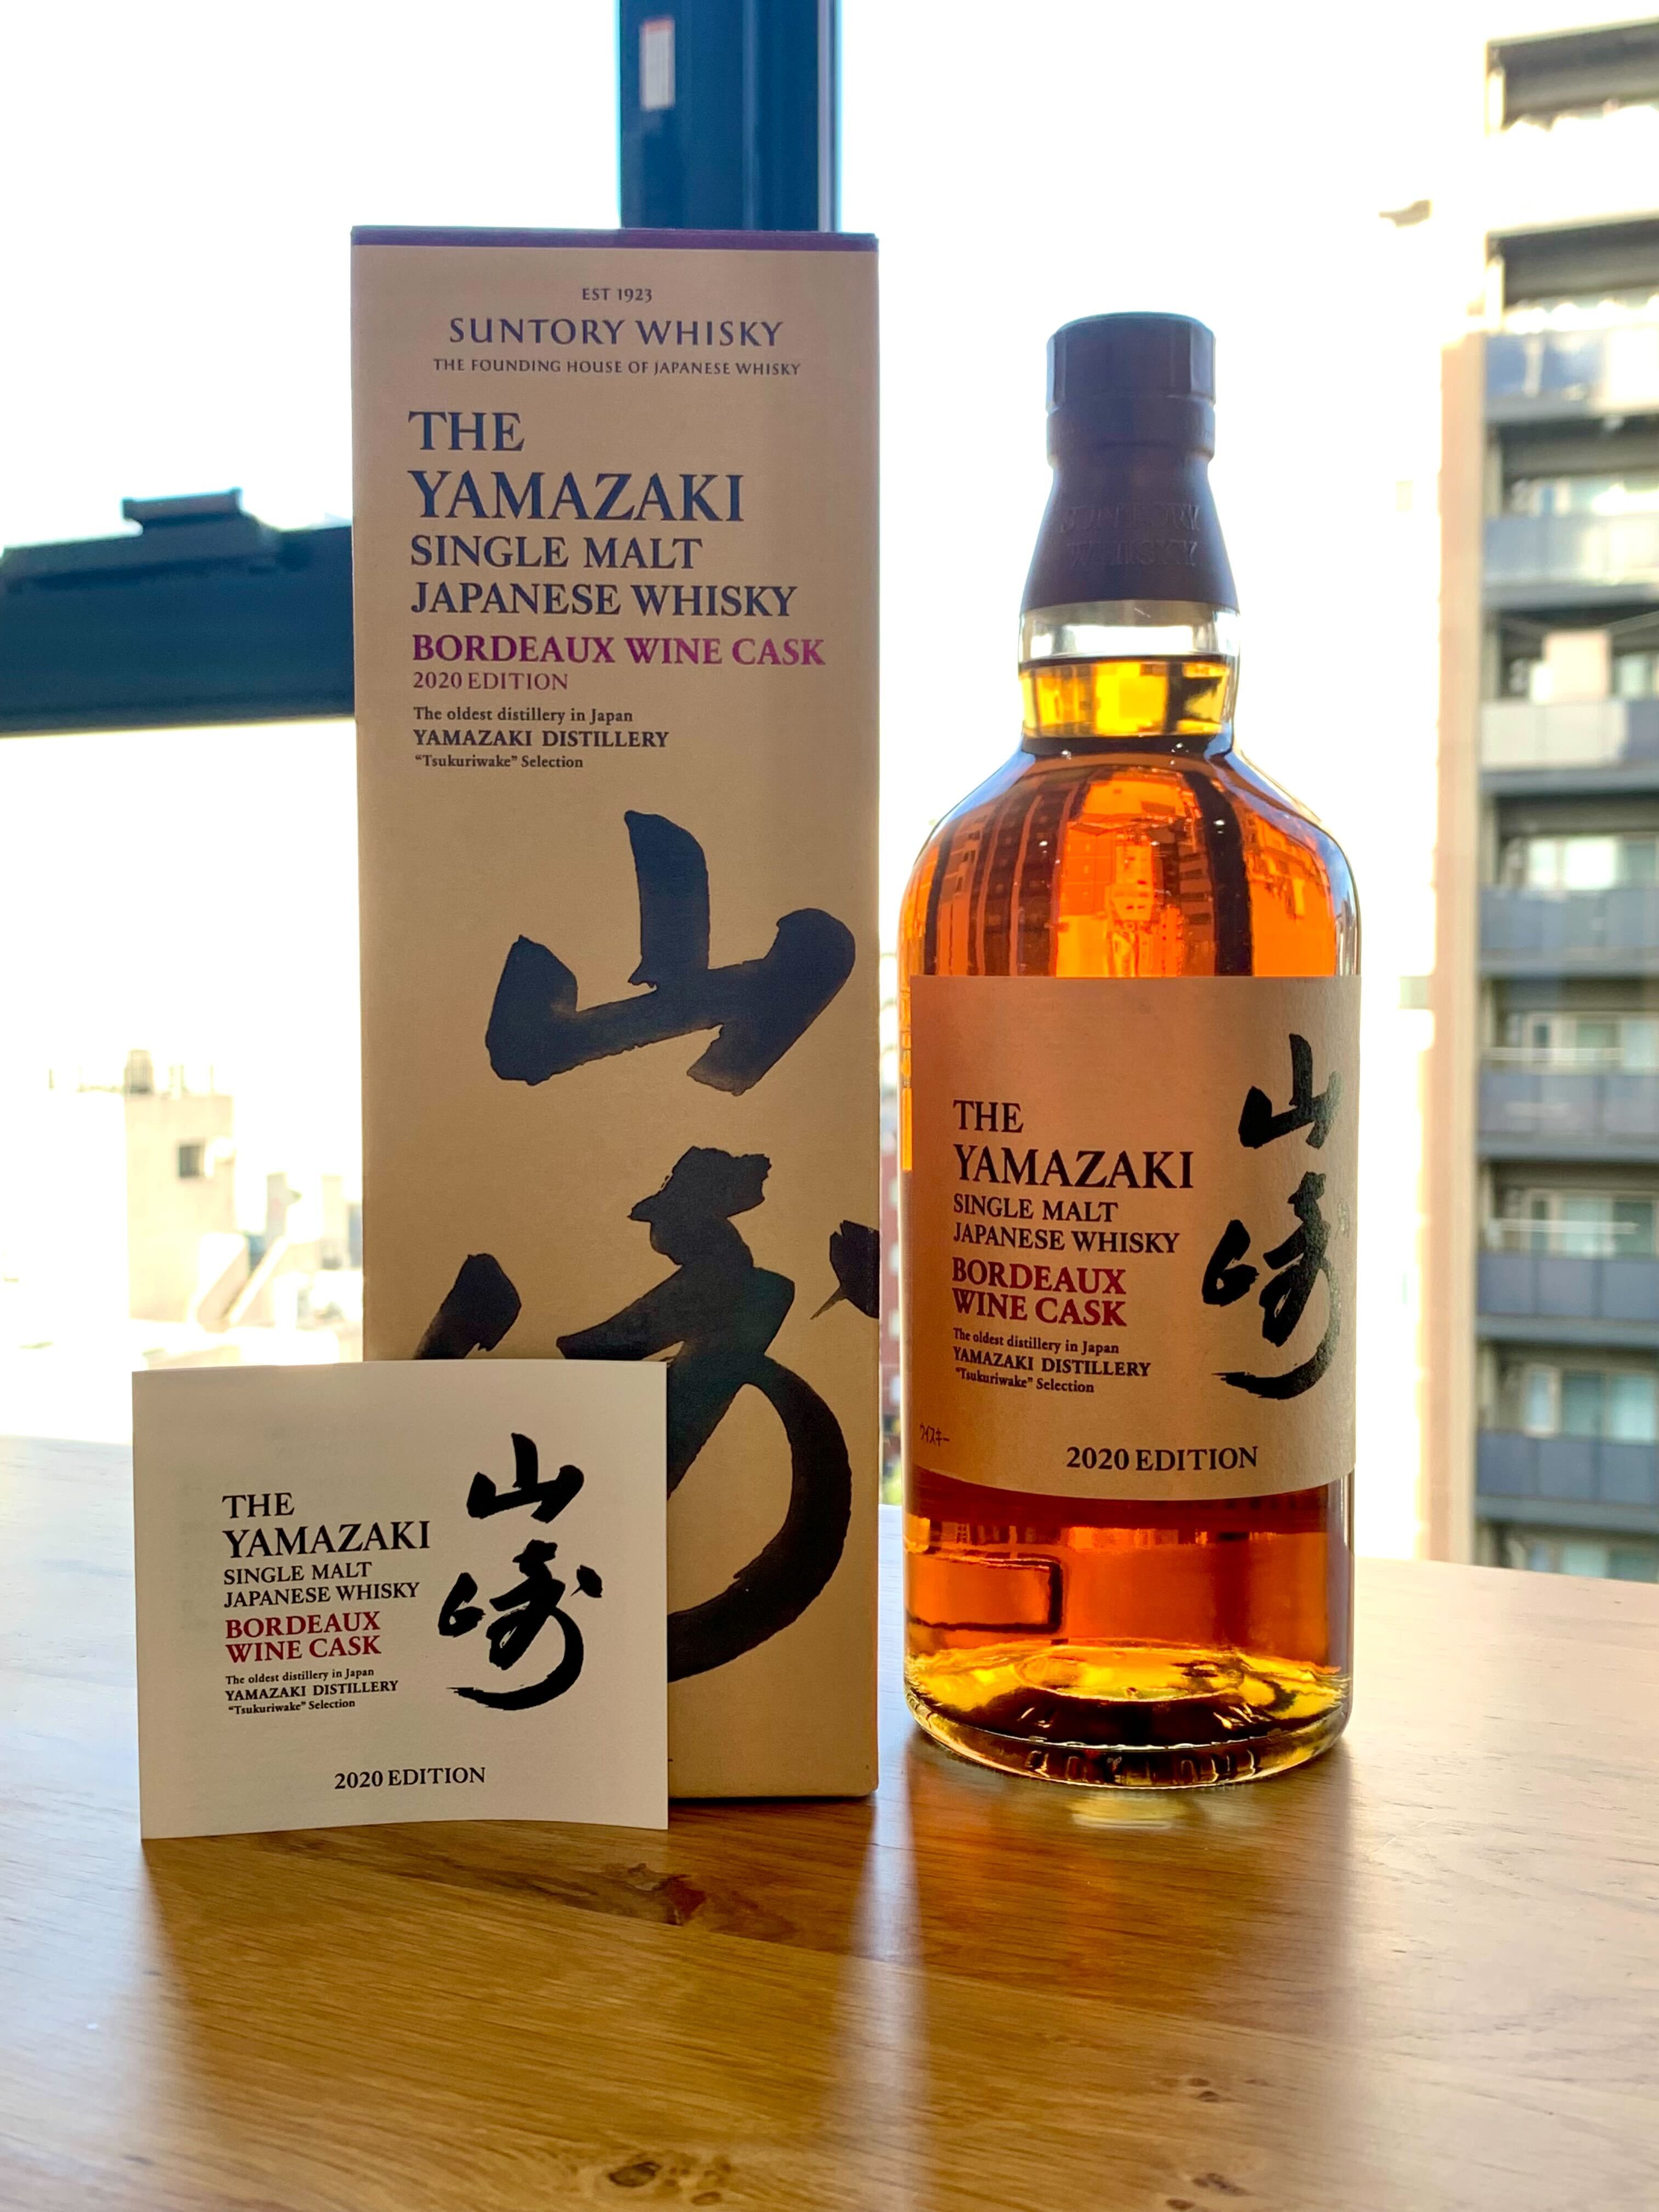 EST 1923
SUNTORY WHISKY
THE FOUNDING HOUSE OF JAPANESE WHISKY
THE
YAMAZAKI
SINGLE MALT
JAPANESE WHISKY
BORDEAUX WINE CASK
2020 EDITION
The oldest distillery in Japan
YAMAZAKI DISTILLERY
“Tsukuriwake” Selection
山
崎
SUNTORY
WHISKY
THE
YAMAZAKI
SINGLE MALT
JAPANESE WHISKY
BORDEAUX
WINE CASK
The oldest distillery in Japan
YAMAZAKI DISTILLERY
“Tsukuriwake” Selection
山
崎
ウイスキー
2020 EDITION
THE
YAMAZAKI
SINGLE MALT
JAPANESE WHISKY
BORDEAUX
WINE CASK
The oldest distillery in Japan
YAMAZAKI DISTILLERY
“Tsukuriwake” Selection
山
崎
2020 EDITION